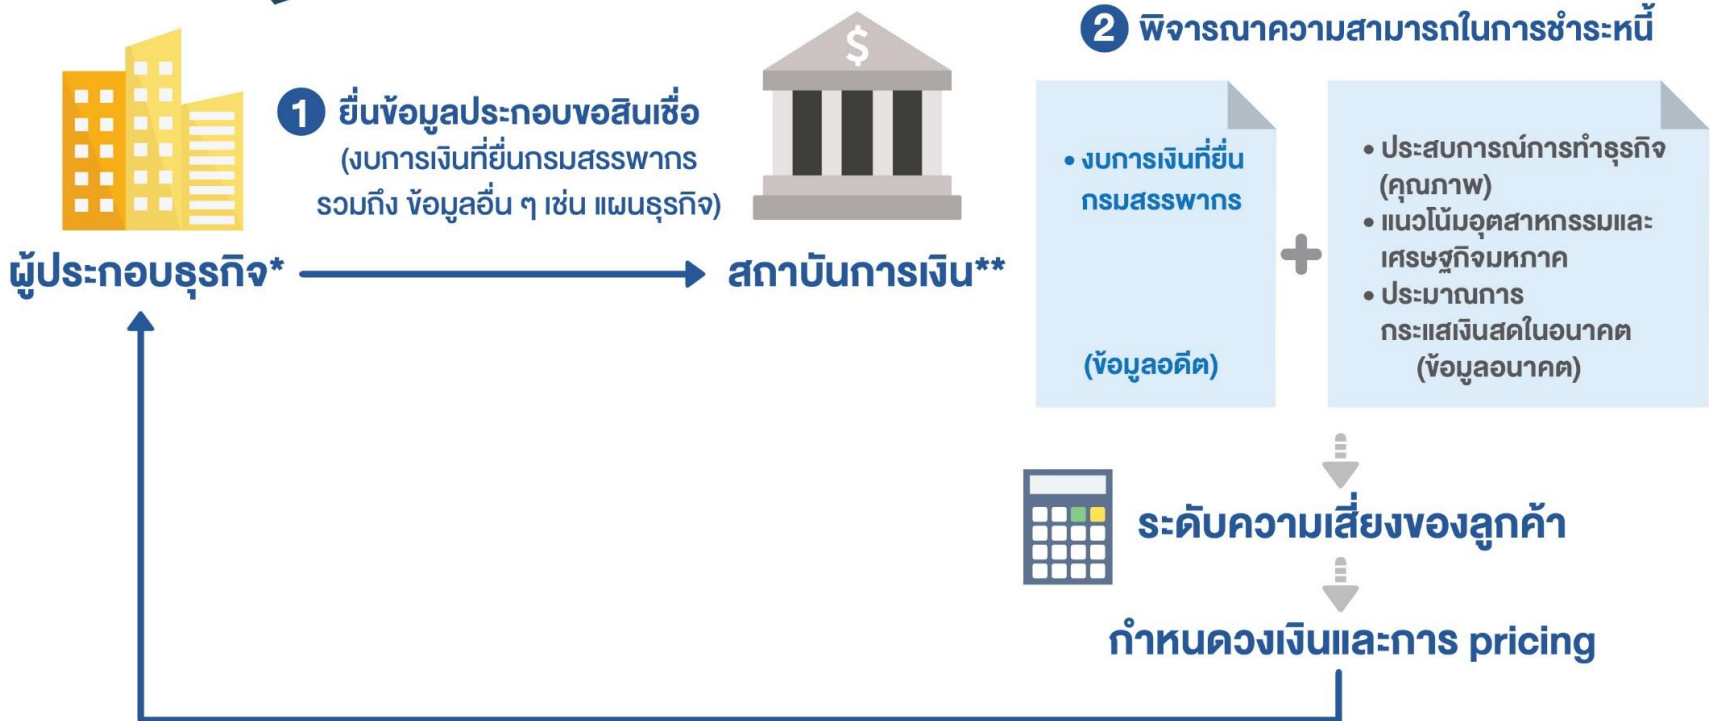 1 ยื่นข้อมูลประกอบขอสินเชื่อ
(งบการเงินที่ยื่นกรมสรรพากร
รวมถึง ข้อมูลอื่น ๆ เช่น แผนธุรกิจ)
ผู้ประกอบธุรกิจ*
$
สถาบันการเงิน**
2 พิจารณาความสามารถในการชำระหนี้
• งบการเงินที่ยื่น
กรมสรรพากร
(ข้อมูลอดีต)
+
• ประสบการณ์การทำธุรกิจ
(คุณภาพ)
• แนวโน้มอุตสาหกรรมและ
เศรษฐกิจมหภาค
• ประมาณการ
กระแสเงินสดในอนาคต
(ข้อมูลอนาคต)
ระดับความเสี่ยงของลูกค้า
กำหนดวงเงินและการ pricing